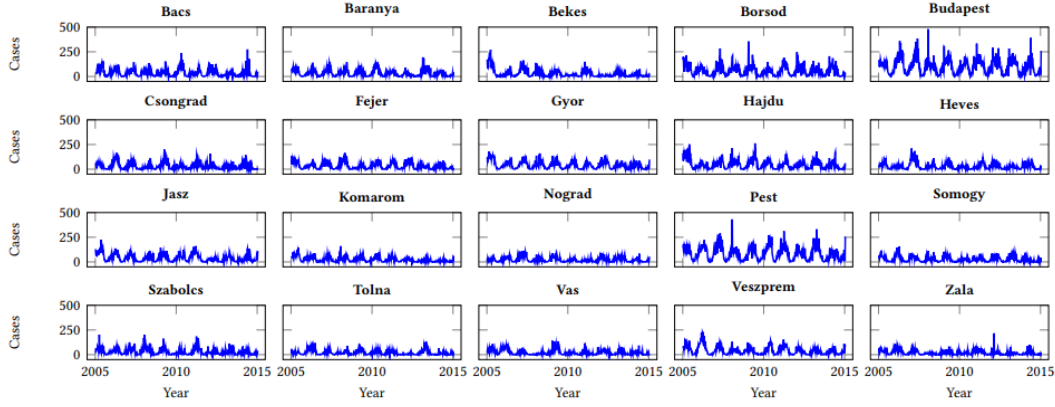 Bacs Baranya Bekes Borsod Budapest
500
250
0
Cases
Csongrad Fejer Gyor Hajdu Heves
500
250
0
Cases
Jasz Komarom Nograd Pest Somogy
500
250
0
Cases
Szabolcs Tolna Vas Veszprem Zala
500
250
0
Cases
2005 2010 2015 2005 2010 2015 2005 2010 2015 2005 2010 2015 2005 2010 2015
Year Year Year Year Year